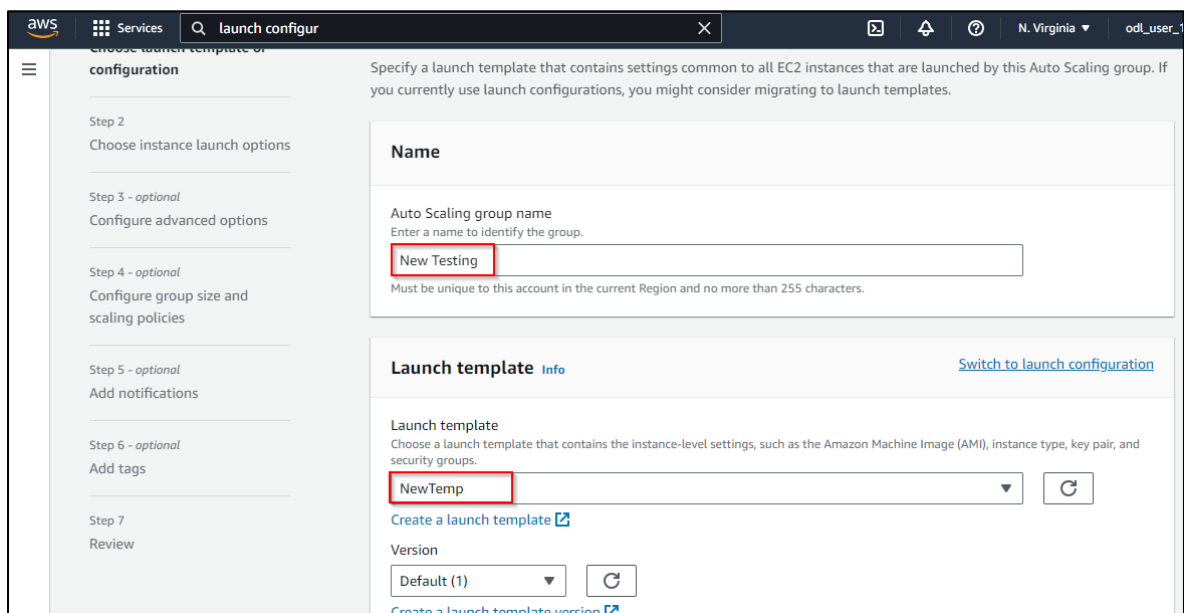 aws
Services
launch configur
N. Virginia
odl_user_1
Choose launch template or
configuration
Step 2
Choose instance launch options
Step 3 - optional
Configure advanced options
Step 4 - optional
Configure group size and
scaling policies
Step 5 - optional
Add notifications
Step 6 - optional
Add tags
Step 7
Review
Specify a launch template that contains settings common to all EC2 instances that are launched by this Auto Scaling group. If
you currently use launch configurations, you might consider migrating to launch templates.
Name
Auto Scaling group name
Enter a name to identify the group.
New Testing
Must be unique to this account in the current Region and no more than 255 characters.
Launch template Info
Switch to launch configuration
Launch template
Choose a launch template that contains the instance-level settings, such as the Amazon Machine Image (AMI), instance type, key pair, and
security groups.
NewTemp
Create a launch template
Version
Default (1)
Create a launch template version